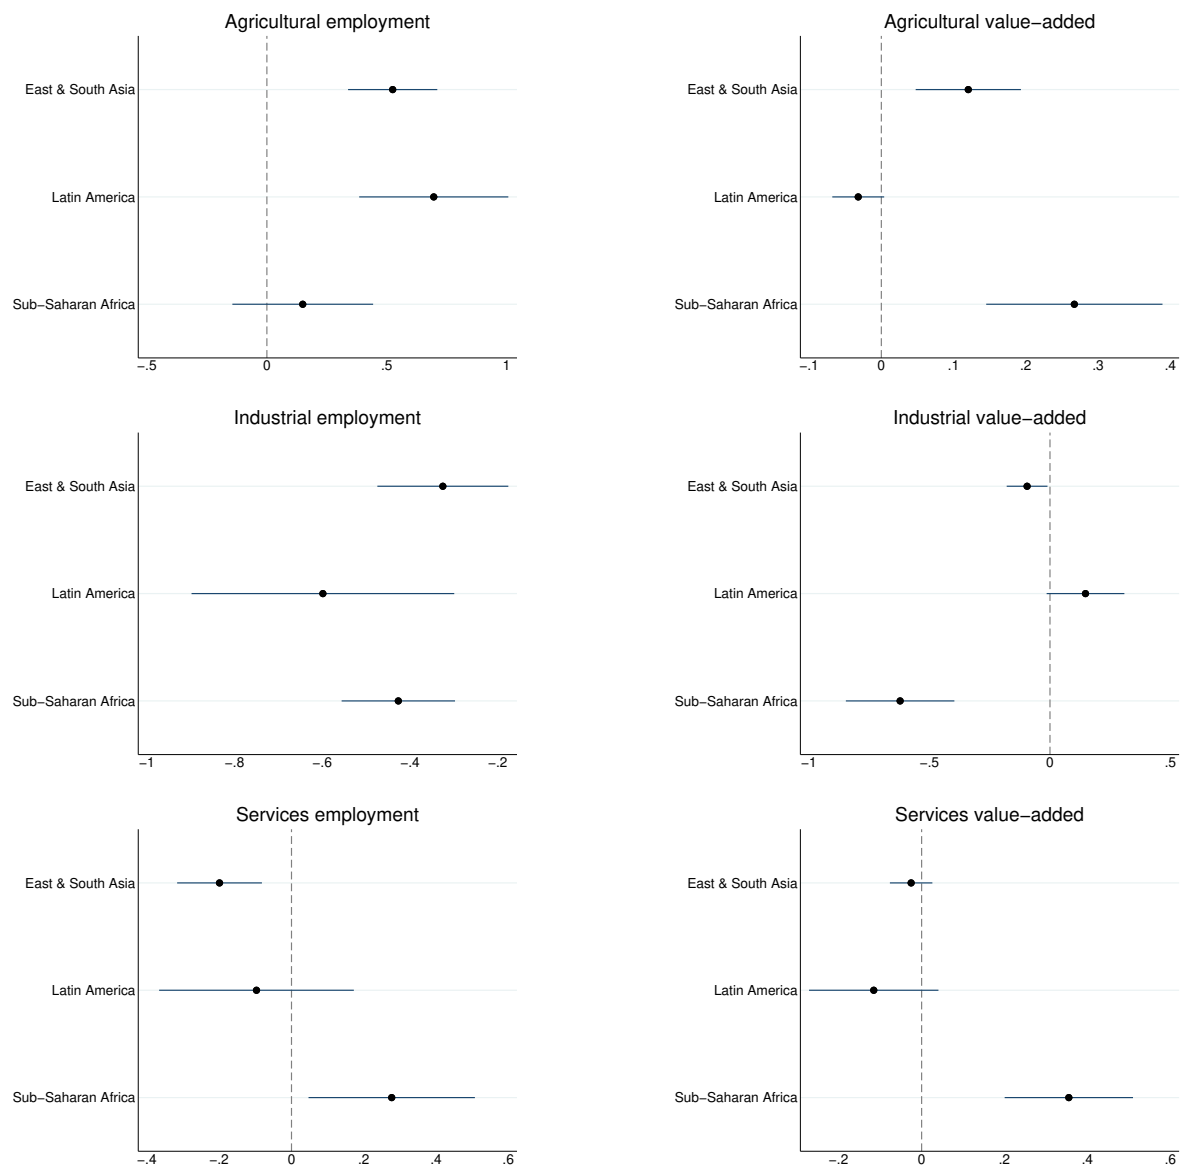 Agricultural employment
East & South Asia
Latin America
Sub−Saharan Africa
−.5 0 .5 1
Agricultural value−added
East & South Asia
Latin America
Sub−Saharan Africa
−.1 0 .1 .2 .3 .4
Industrial employment
East & South Asia
Latin America
Sub−Saharan Africa
−1 −.8 −.6 −.4 −.2
Industrial value−added
East & South Asia
Latin America
Sub−Saharan Africa
−1 −.5 0 .5
Services employment
East & South Asia
Latin America
Sub−Saharan Africa
−.4 −.2 0 .2 .4 .6
Services value−added
East & South Asia
Latin America
Sub−Saharan Africa
−.2 0 .2 .4 .6